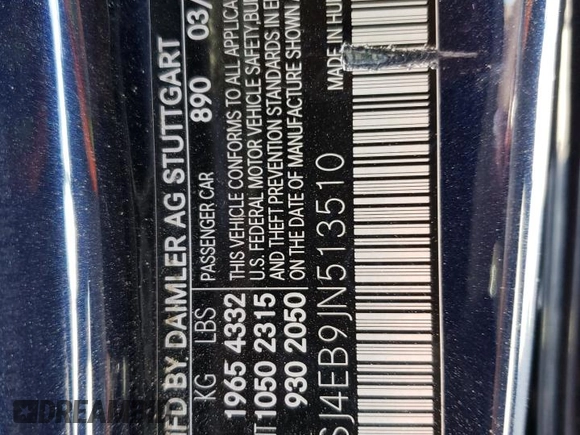 MFD BY DAIMLER AG STUTTGART
890 03/
KG LBS PASSENGER CAR
1965 4332
1050 2315
930 2050
THIS VEHICLE CONFORMS TO ALL APPLICA
U.S. FEDERAL MOTOR VEHICLE SAFETY, BU
AND THEFT PREVENTION STANDARDS IN E
ON THE DATE OF MANUFACTURE SHOWN A
MADE IN HU
SJ4EB9JN513510